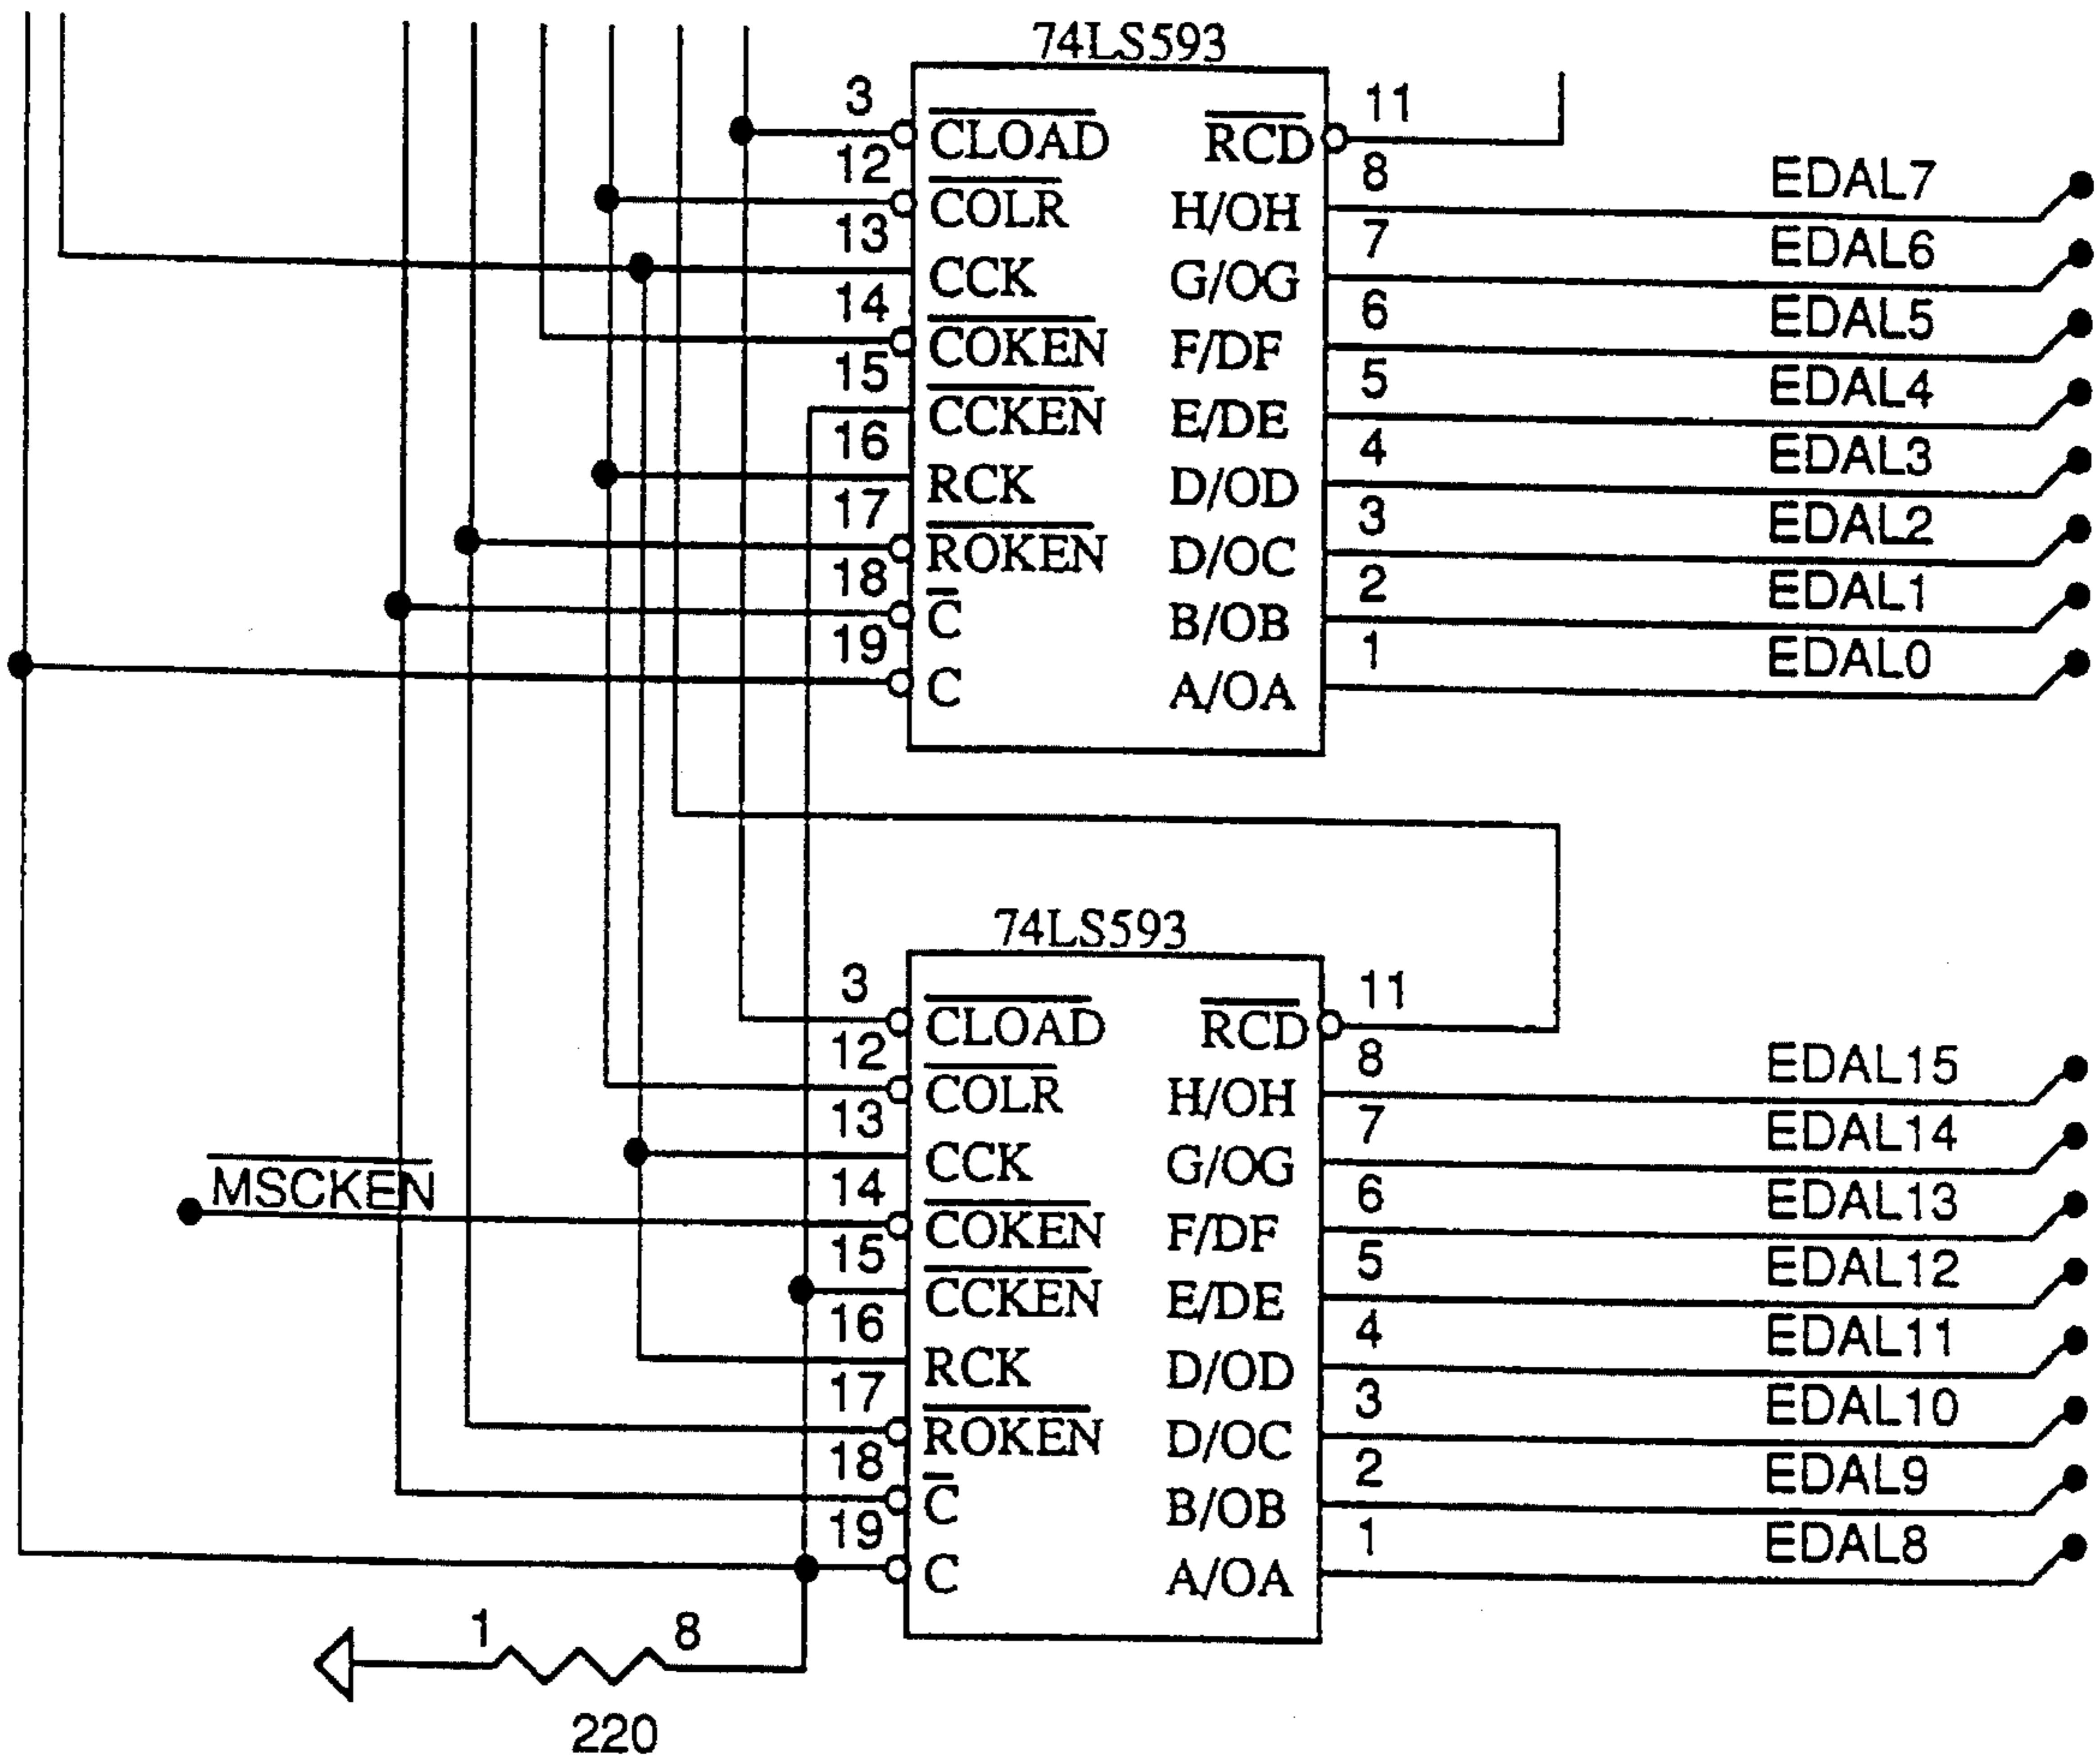 74LS593
3 CLOAD RCD 11
12 COLR H/OH 8 EDAL7
13 CCK G/OG 7 EDAL6
14 COKEN F/DF 6 EDAL5
15 CCKEN E/DE 5 EDAL4
16 RCK D/OD 4 EDAL3
17 ROKEN D/OC 3 EDAL2
18 C B/OB 2 EDAL1
19 C A/OA 1 EDAL0
74LS593
3 CLOAD RCD 11
12 COLR H/OH 8 EDAL15
13 CCK G/OG 7 EDAL14
MSCKEN 14 COKEN F/DF 6 EDAL13
15 CCKEN E/DE 5 EDAL12
16 RCK D/OD 4 EDAL11
17 ROKEN D/OC 3 EDAL10
18 C B/OB 2 EDAL9
19 C A/OA 1 EDAL8
1 8
220